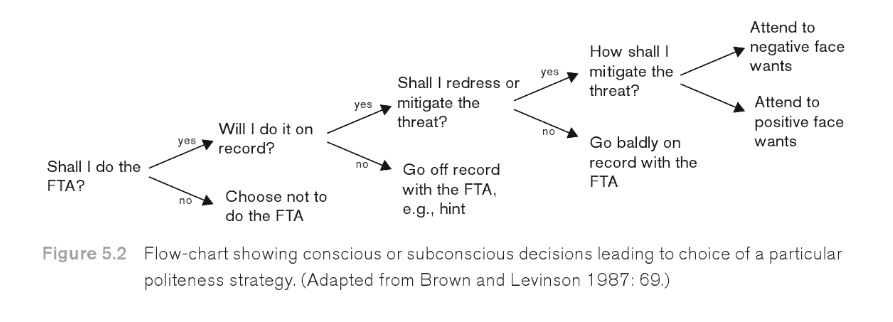 Shall I do the
FTA?
yes
no
Will I do it on
record?
Choose not to
do the FTA
yes
no
Shall I redress or
mitigate the
threat?
Go off record
with the FTA,
e.g., hint
yes
no
How shall I
mitigate the
threat?
Go baldly on
record with the
FTA
Attend to
negative face
wants
Attend to
positive face
wants
Figure 5.2 Flow-chart showing conscious or subconscious decisions leading to choice of a particular
politeness strategy. (Adapted from Brown and Levinson 1987: 69.)